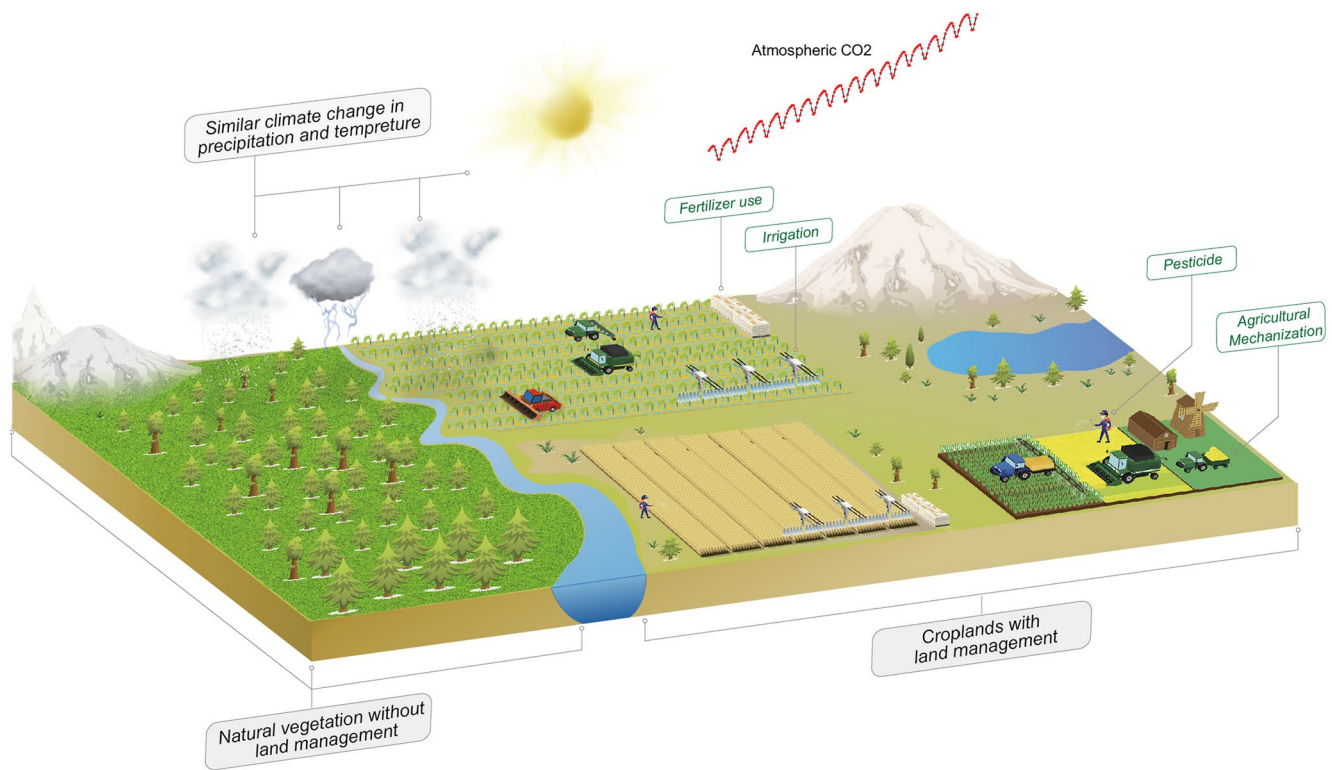 Atmospheric CO2
Similar climate change in
precipitation and tempreture
Fertilizer use
Irrigation
Pesticide
Agricultural
Mechanization
Croplands with
land management
Natural vegetation without
land management